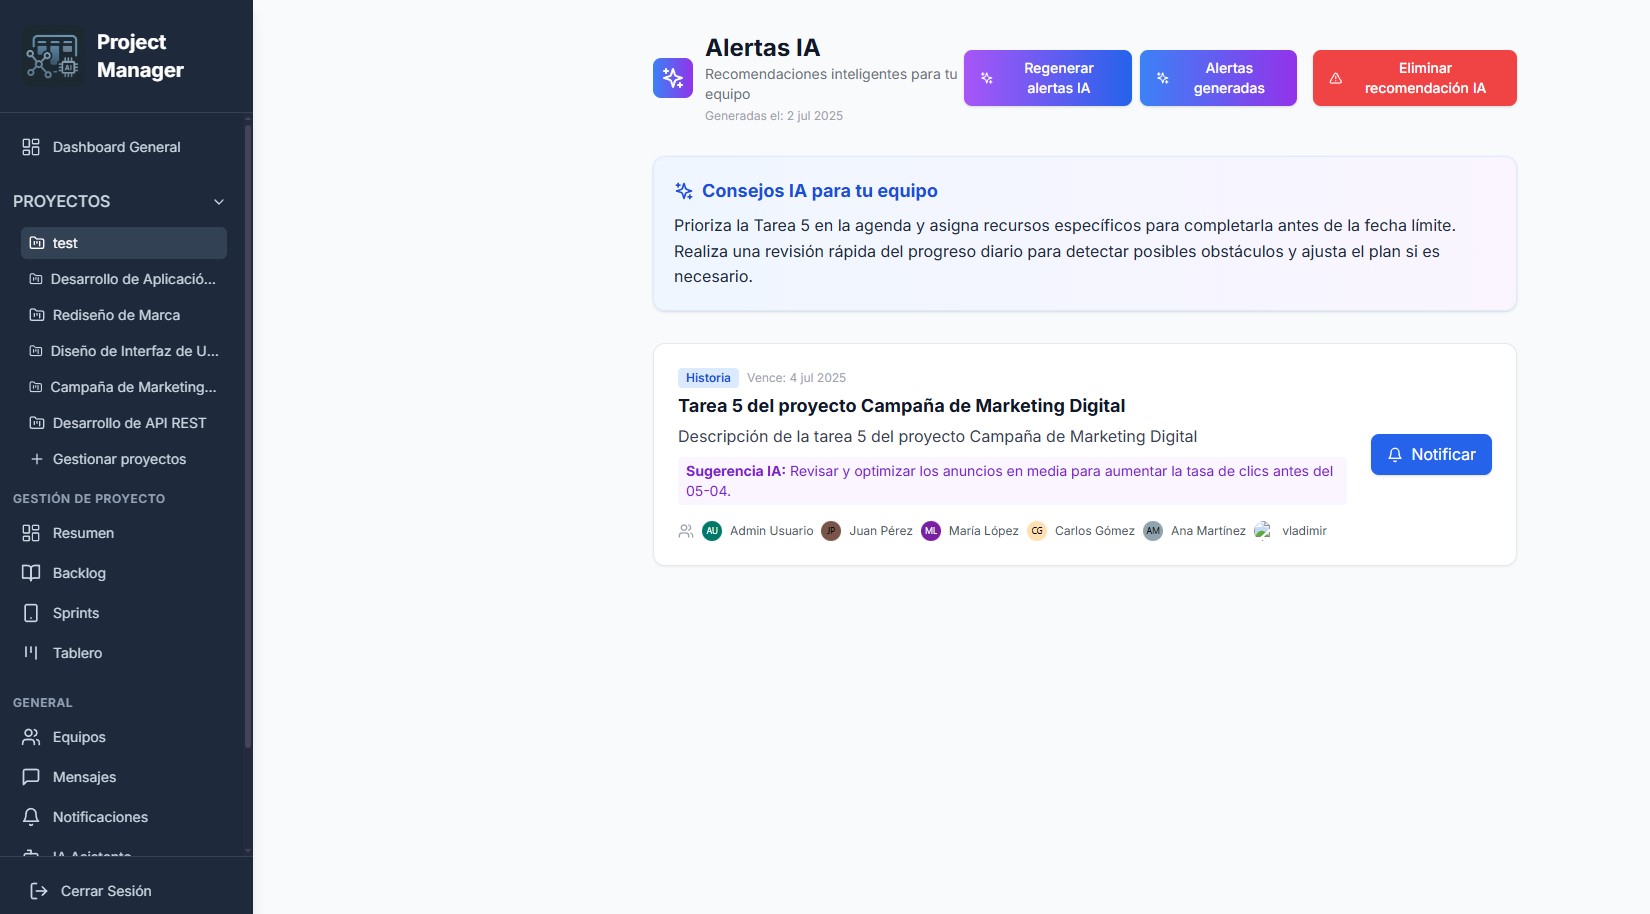 Project
Manager
Dashboard General
PROYECTOS
test
Desarrollo de Aplicació...
Rediseño de Marca
Diseño de Interfaz de U...
Campaña de Marketing...
Desarrollo de API REST
Gestionar proyectos
GESTIÓN DE PROYECTO
Resumen
Backlog
Sprints
Tablero
GENERAL
Equipos
Mensajes
Notificaciones
IA Asistente
Cerrar Sesión
Alertas IA
Recomendaciones inteligentes para tu
equipo
Generadas el: 2 jul 2025
Regenerar
alertas IA
Alertas
generadas
Eliminar
recomendación IA
Consejos IA para tu equipo
Prioriza la Tarea 5 en la agenda y asigna recursos específicos para completarla antes de la fecha límite.
Realiza una revisión rápida del progreso diario para detectar posibles obstáculos y ajusta el plan si es
necesario.
Historia Vence: 4 jul 2025
Tarea 5 del proyecto Campaña de Marketing Digital
Descripción de la tarea 5 del proyecto Campaña de Marketing Digital
Sugerencia IA: Revisar y optimizar los anuncios en media para aumentar la tasa de clics antes del
05-04.
AU Admin Usuario JP Juan Pérez ML María López CG Carlos Gómez AM Ana Martínez vladimir
Notificar